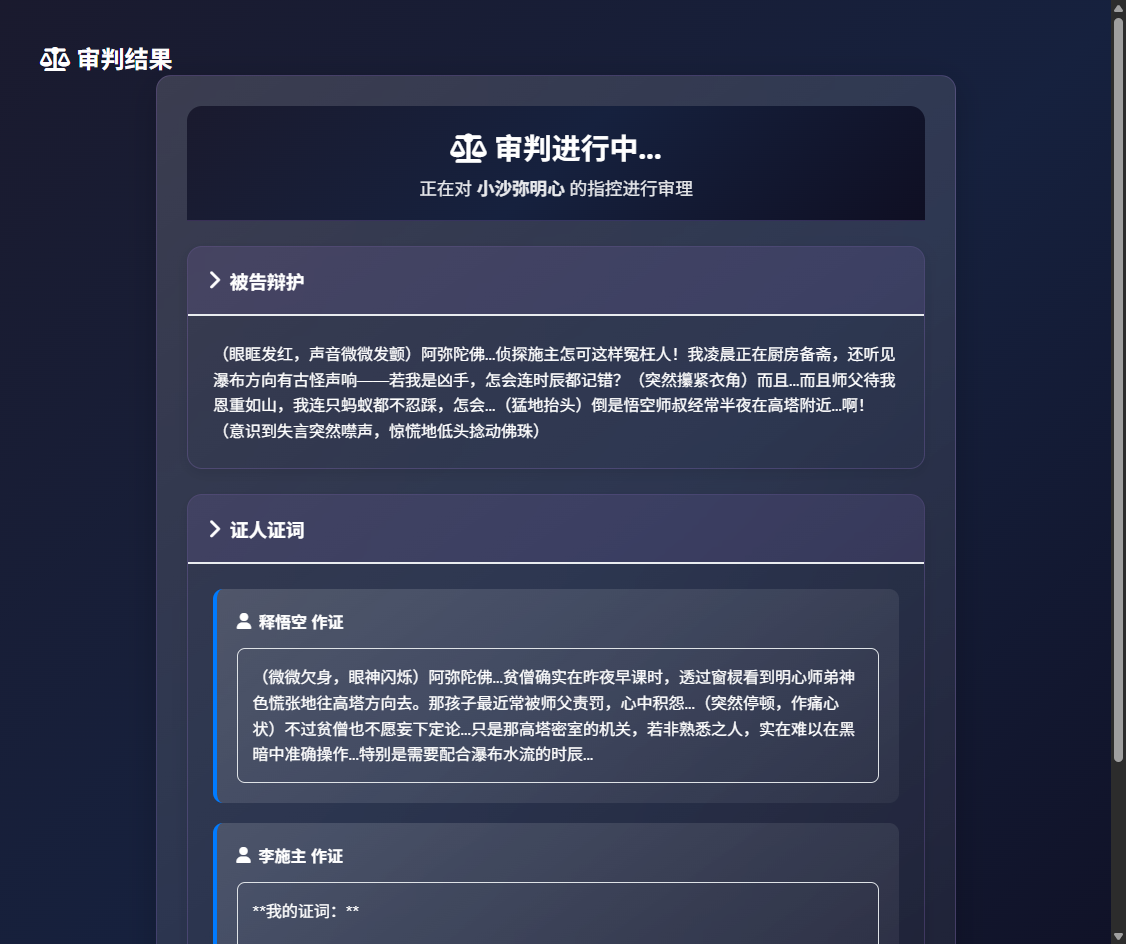 审判结果
审判进行中...
正在对 小沙弥明心 的指控进行审理
被告辩护
（眼眶发红，声音微微发颤）阿弥陀佛...侦探施主怎可这样冤枉人！我凌晨正在厨房备斋，还听见
瀑布方向有古怪声响——若我是凶手，怎会连时辰都记错？（突然攥紧衣角）而且...而且师父待我
恩重如山，我连只蚂蚁都不忍踩，怎会...（猛地抬头）倒是悟空师叔经常半夜在高塔附近...啊！
（意识到失言突然噤声，惊慌地低头捻动佛珠）
证人证词
释悟空 作证
（微微欠身，眼神闪烁）阿弥陀佛...贫僧确实在昨夜早课时，透过窗棂看到明心师弟神
色慌张地往高塔方向去。那孩子最近常被师父责罚，心中积怨...（突然停顿，作痛心
状）不过贫僧也不愿妄下定论...只是那高塔密室的机关，若非熟悉之人，实在难以在黑
暗中准确操作...特别是需要配合瀑布水流的时辰...
李施主 作证
**我的证词：**